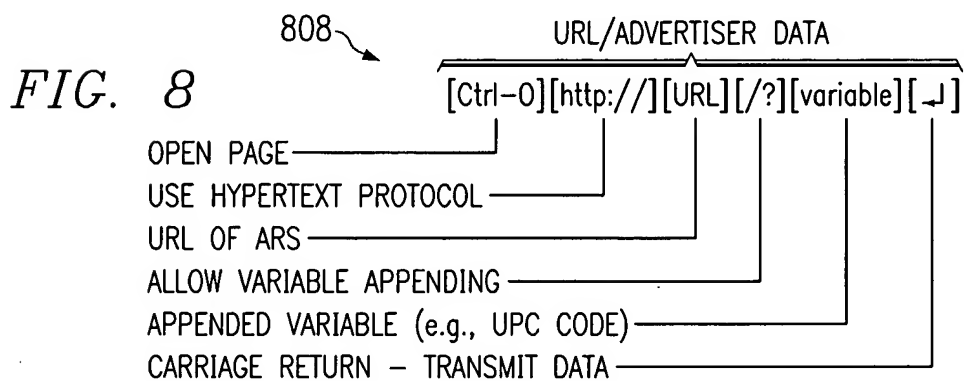 808
URL/ADVERTISER DATA
FIG. 8
[Ctrl-O][http://][URL][/?][variable][↵]
OPEN PAGE
USE HYPERTEXT PROTOCOL
URL OF ARS
ALLOW VARIABLE APPENDING
APPENDED VARIABLE (e.g., UPC CODE)
CARRIAGE RETURN – TRANSMIT DATA